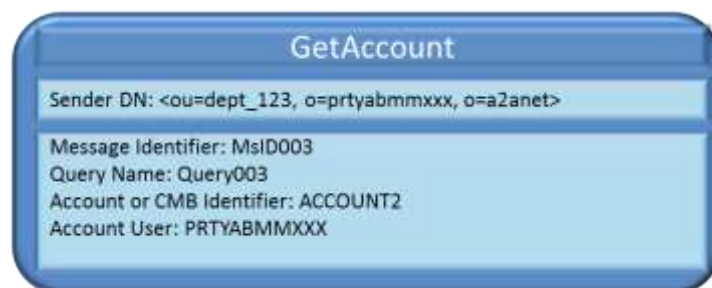 GetAccount
Sender DN: <ou=dept_123, o=prtyabmmxxx, o=a2anet>
Message Identifier: MsID003
Query Name: Query003
Account or CMB Identifier: ACCOUNT2
Account User: PRTYABMMXXX